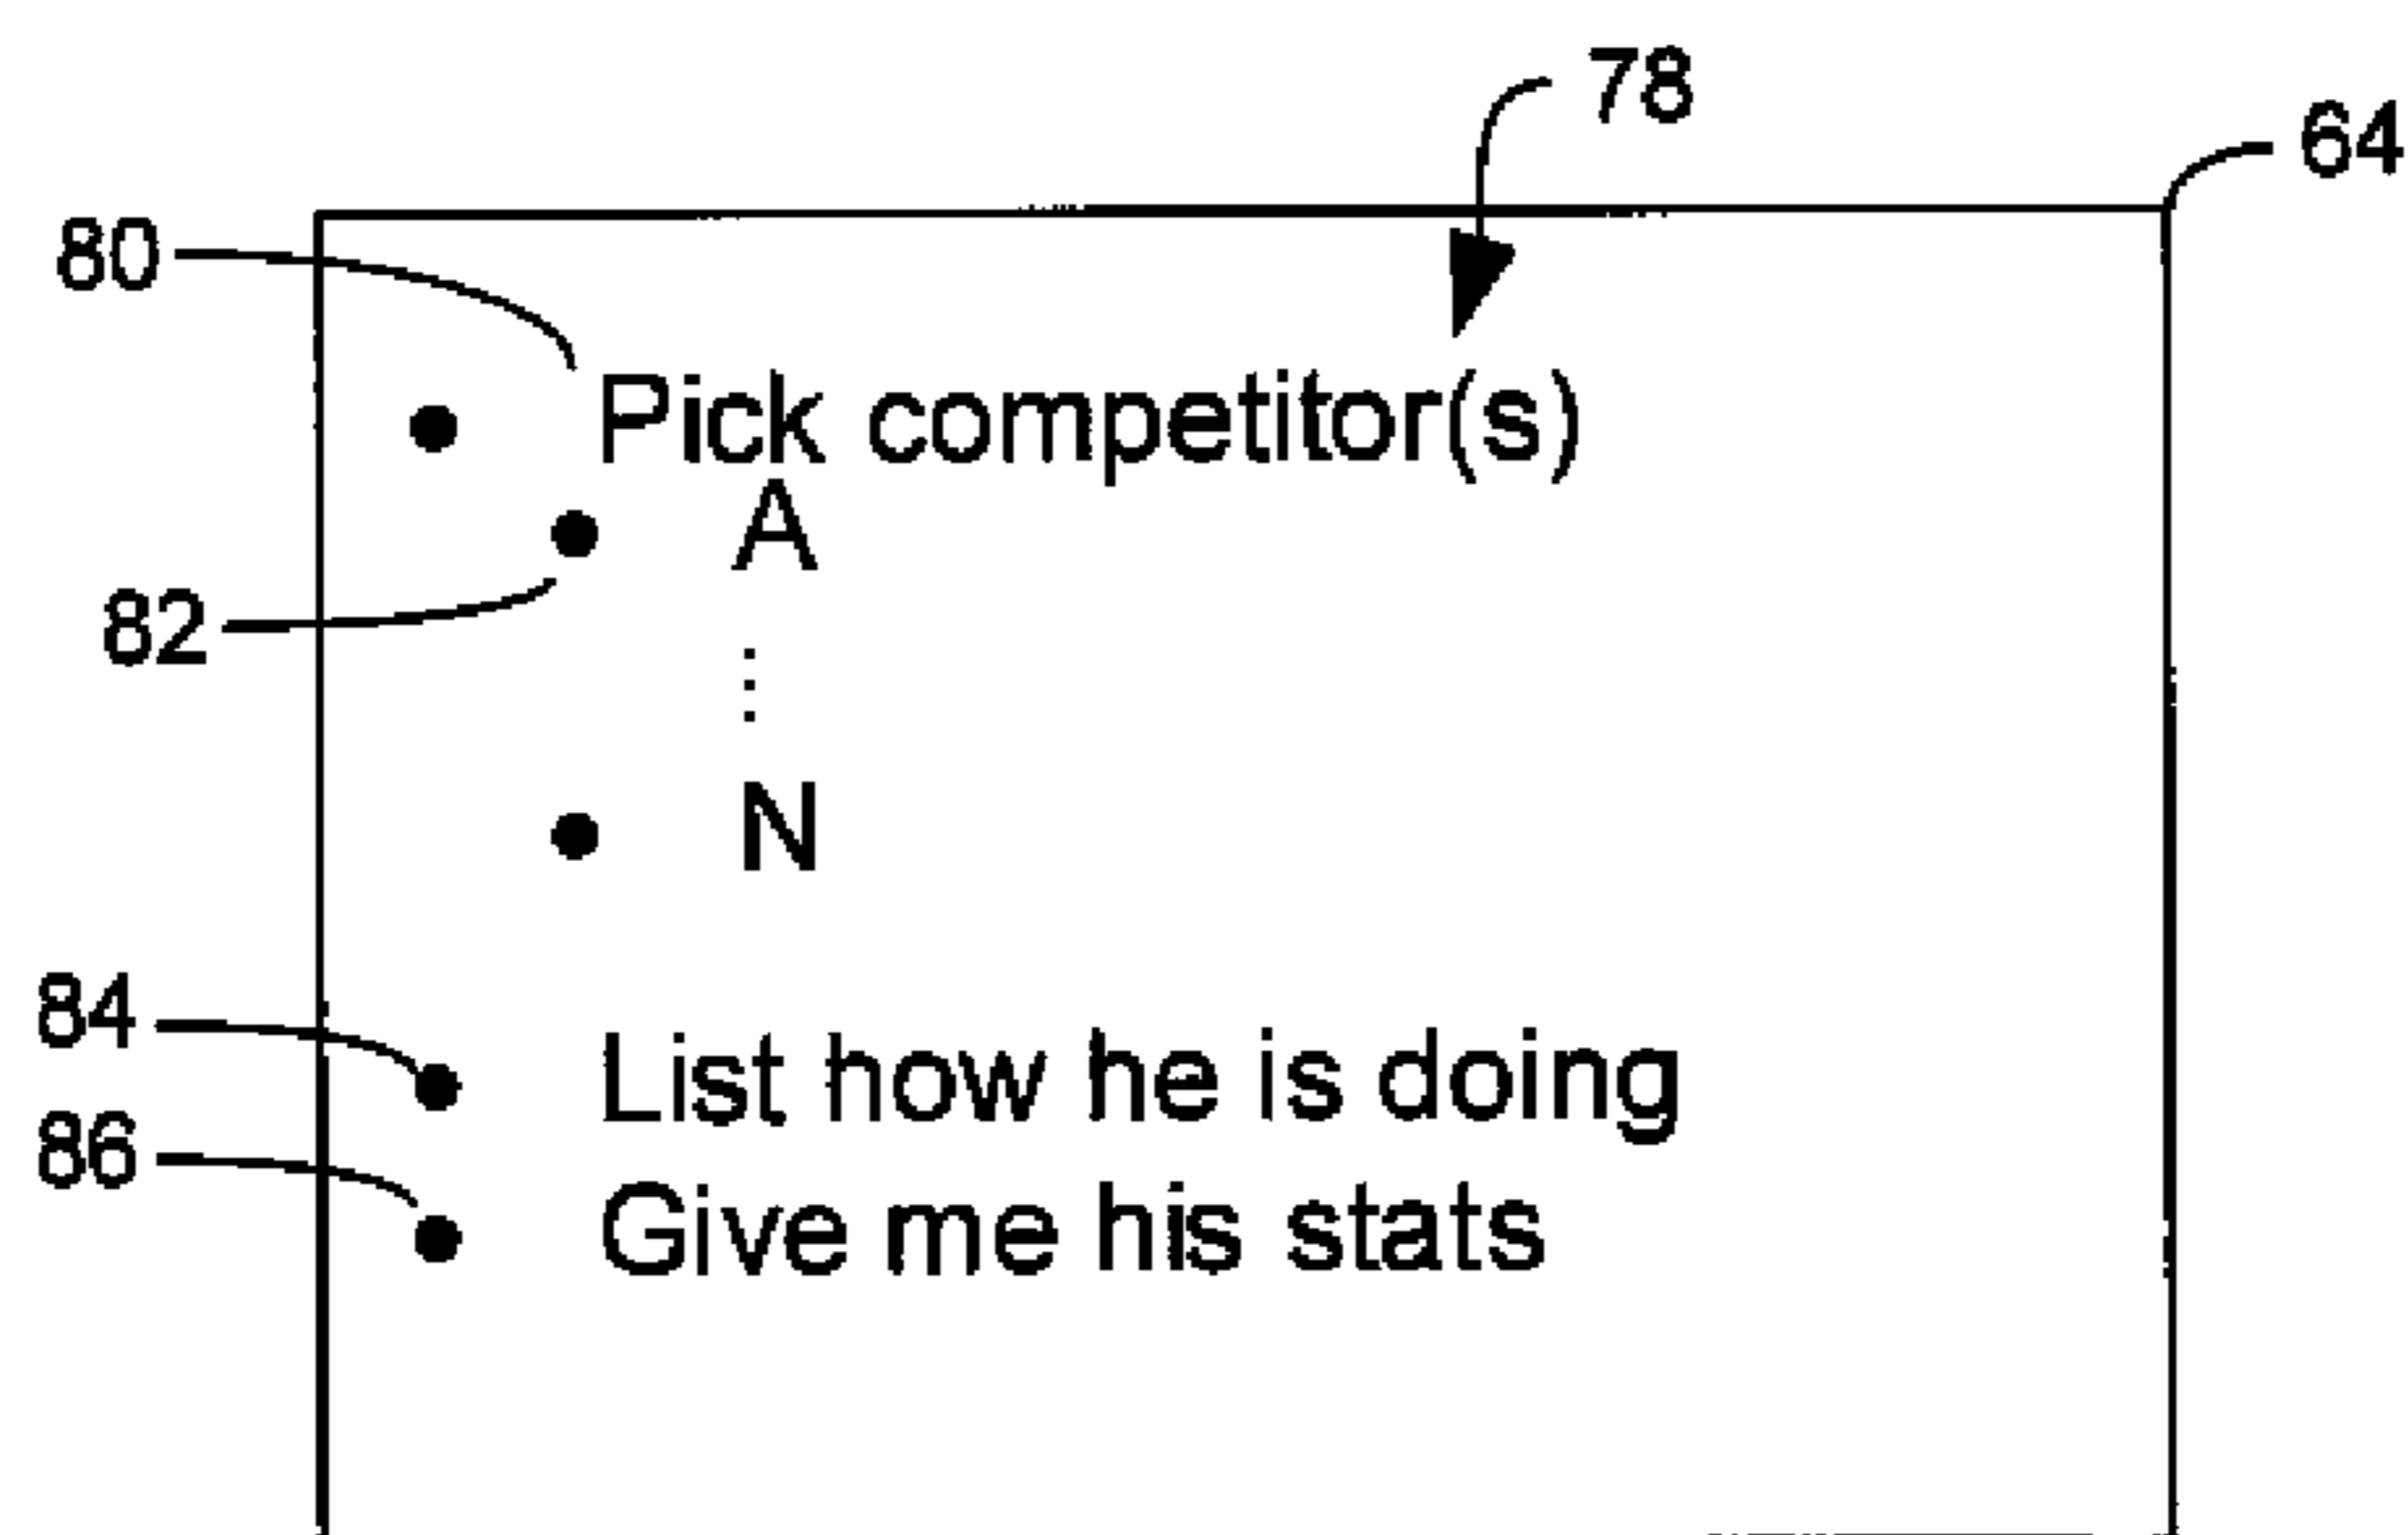 78
64
80
• Pick competitor(s)
• A
82
⋮
• N
84
• List how he is doing
86
• Give me his stats